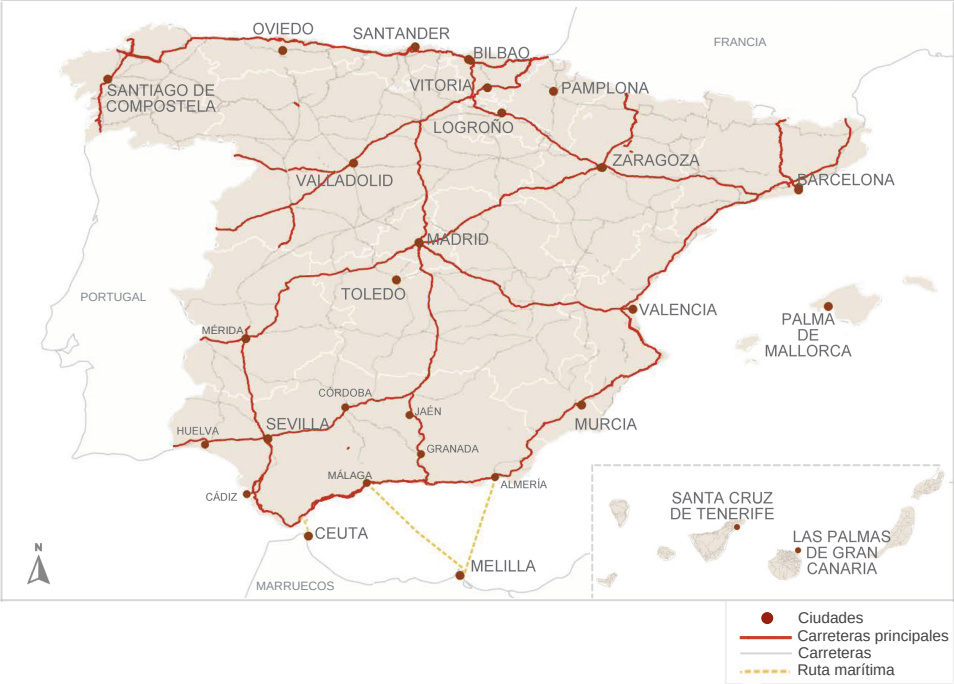 FRANCIA
OVIEDO
SANTANDER
BILBAO
VITORIA
PAMPLONA
SANTIAGO DE
COMPOSTELA
LOGROÑO
ZARAGOZA
VALLADOLID
BARCELONA
MADRID
TOLEDO
PORTUGAL
VALENCIA
PALMA
DE
MALLORCA
MÉRIDA
CÓRDOBA
JAÉN
SEVILLA
MURCIA
HUELVA
GRANADA
MÁLAGA
ALMERÍA
CÁDIZ
CEUTA
MELILLA
MARRUECOS
SANTA CRUZ
DE TENERIFE
LAS PALMAS
DE GRAN
CANARIA
N
Ciudades
Carreteras principales
Carreteras
Ruta marítima